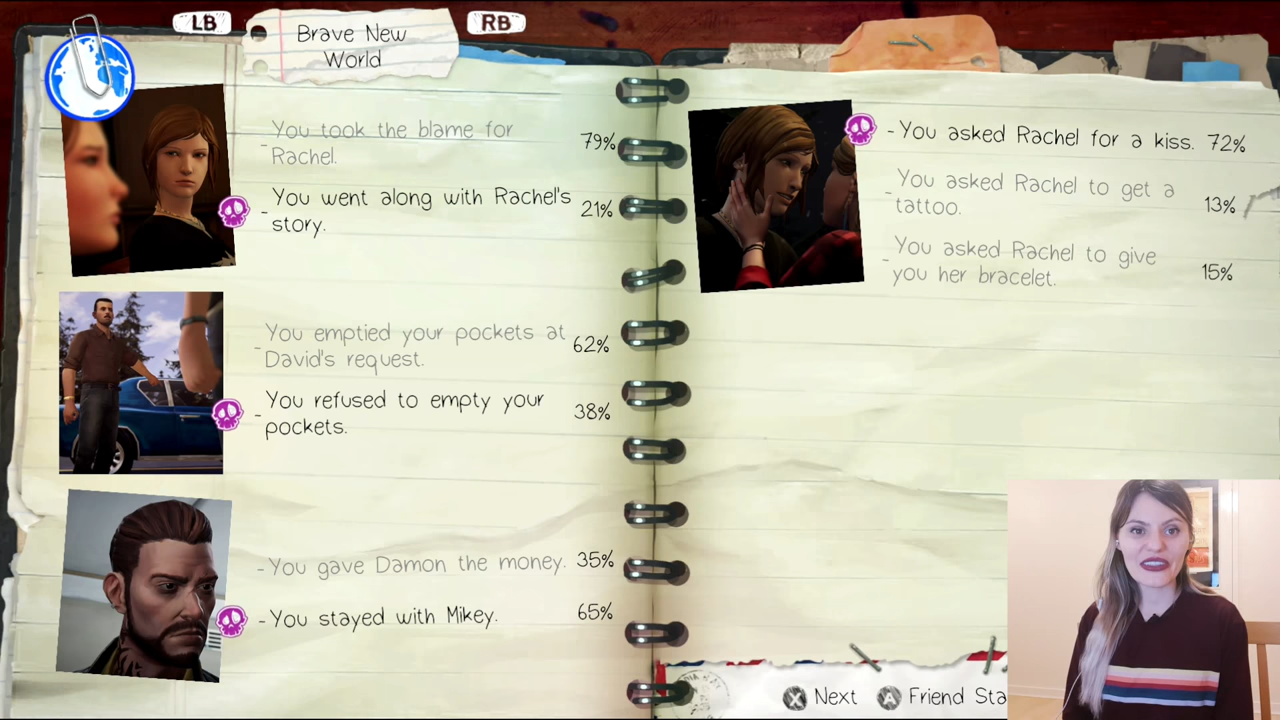 LB
Brave New
World
RB
You took the blame for
- Rachel.
79%
- You went along with Rachel's
story.
21%
You emptied your pockets at
- David's request.
62%
- You refused to empty your
pockets.
38%
- You gave Damon the money. 35%
- You stayed with Mikey. 65%
- You asked Rachel for a kiss. 72%
- You asked Rachel to get a
tattoo.
13%
- You asked Rachel to give
you her bracelet.
15%
X Next A Friend Sta